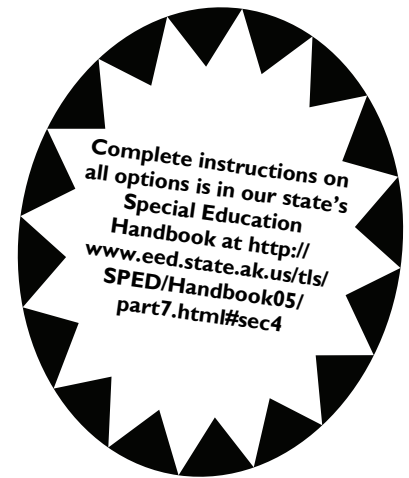 Complete instructions on
all options is in our state's
Special Education
Handbook at http://
www.eed.state.ak.us/tls/
SPED/Handbook05/
part7.html#sec4